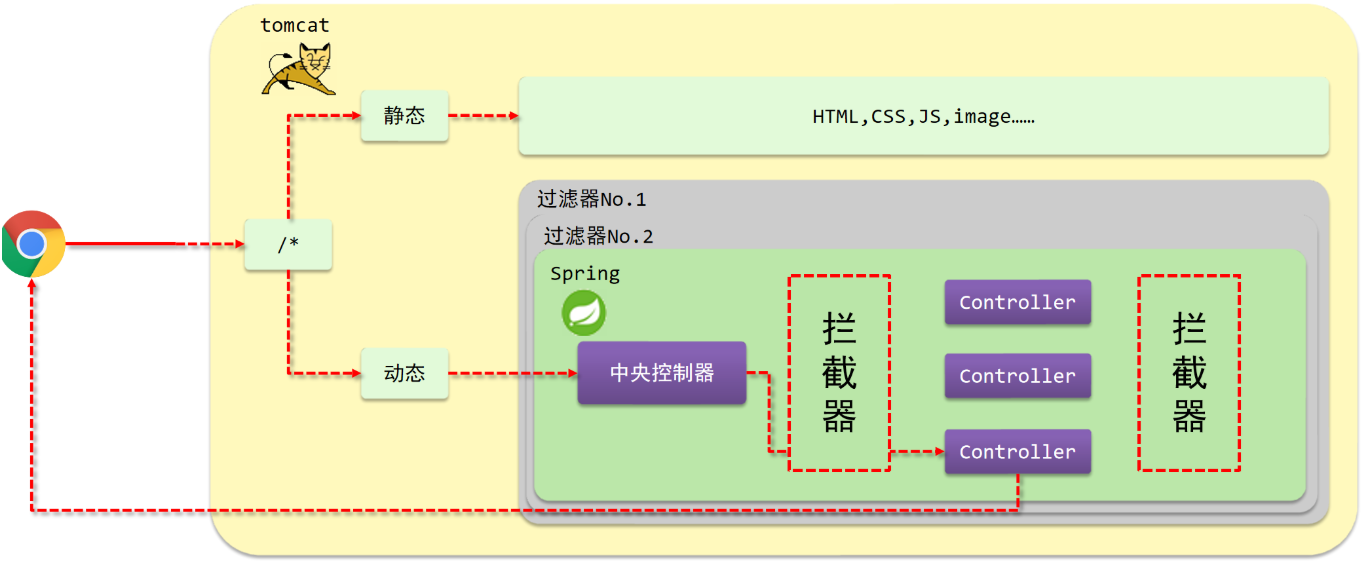 tomcat
静态
HTML,CSS,JS,image……
/*
过滤器No.1
过滤器No.2
Spring
动态
中央控制器
拦
截
器
Controller
Controller
Controller
拦
截
器